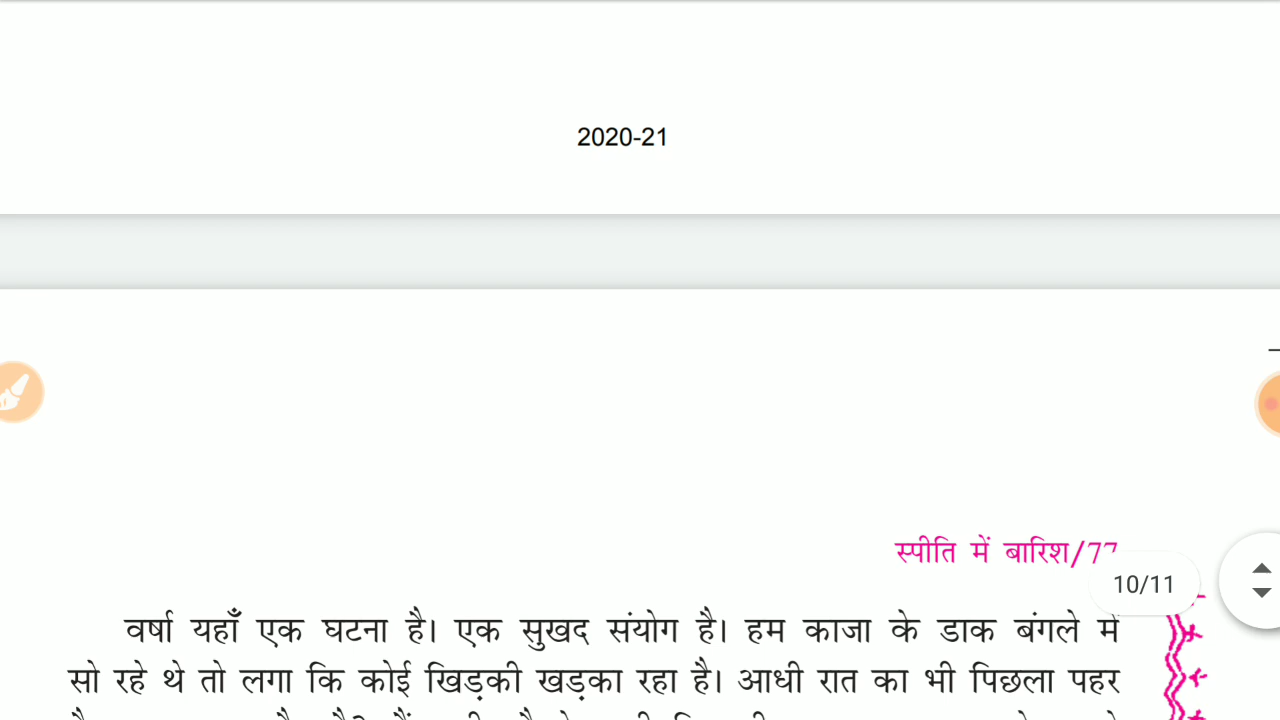 2020-21
स्पीति में बारिश/77
10/11
वर्षा यहाँ एक घटना है। एक सुखद संयोग है। हम काजा के डाक बंगले में
सो रहे थे तो लगा कि कोई खिड़की खड़का रहा है। आधी रात का भी पिछला पहर